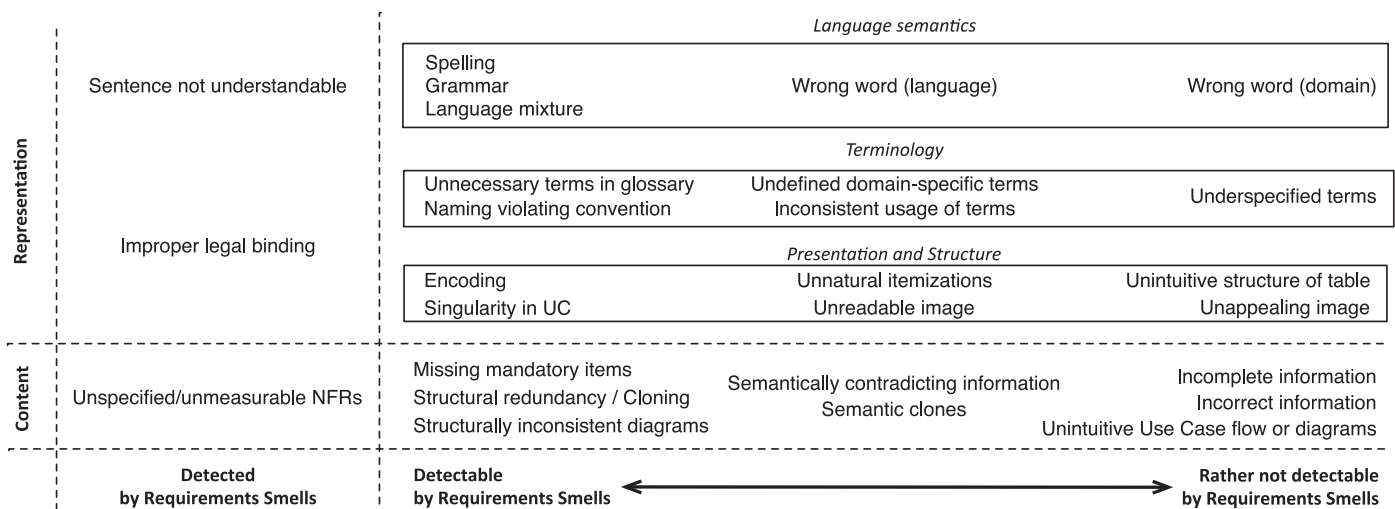 Language semantics
Spelling
Grammar
Language mixture
Sentence not understandable
Wrong word (language)
Wrong word (domain)
Representation
Terminology
Unnecessary terms in glossary
Naming violating convention
Undefined domain-specific terms
Inconsistent usage of terms
Underspecified terms
Improper legal binding
Presentation and Structure
Encoding
Singularity in UC
Unnatural itemizations
Unreadable image
Unintuitive structure of table
Unappealing image
Content
Unspecified/unmeasurable NFRs
Missing mandatory items
Structural redundancy / Cloning
Structurally inconsistent diagrams
Semantically contradicting information
Semantic clones
Incomplete information
Incorrect information
Unintuitive Use Case flow or diagrams
Detected
by Requirements Smells
Detectable
by Requirements Smells
Rather not detectable
by Requirements Smells